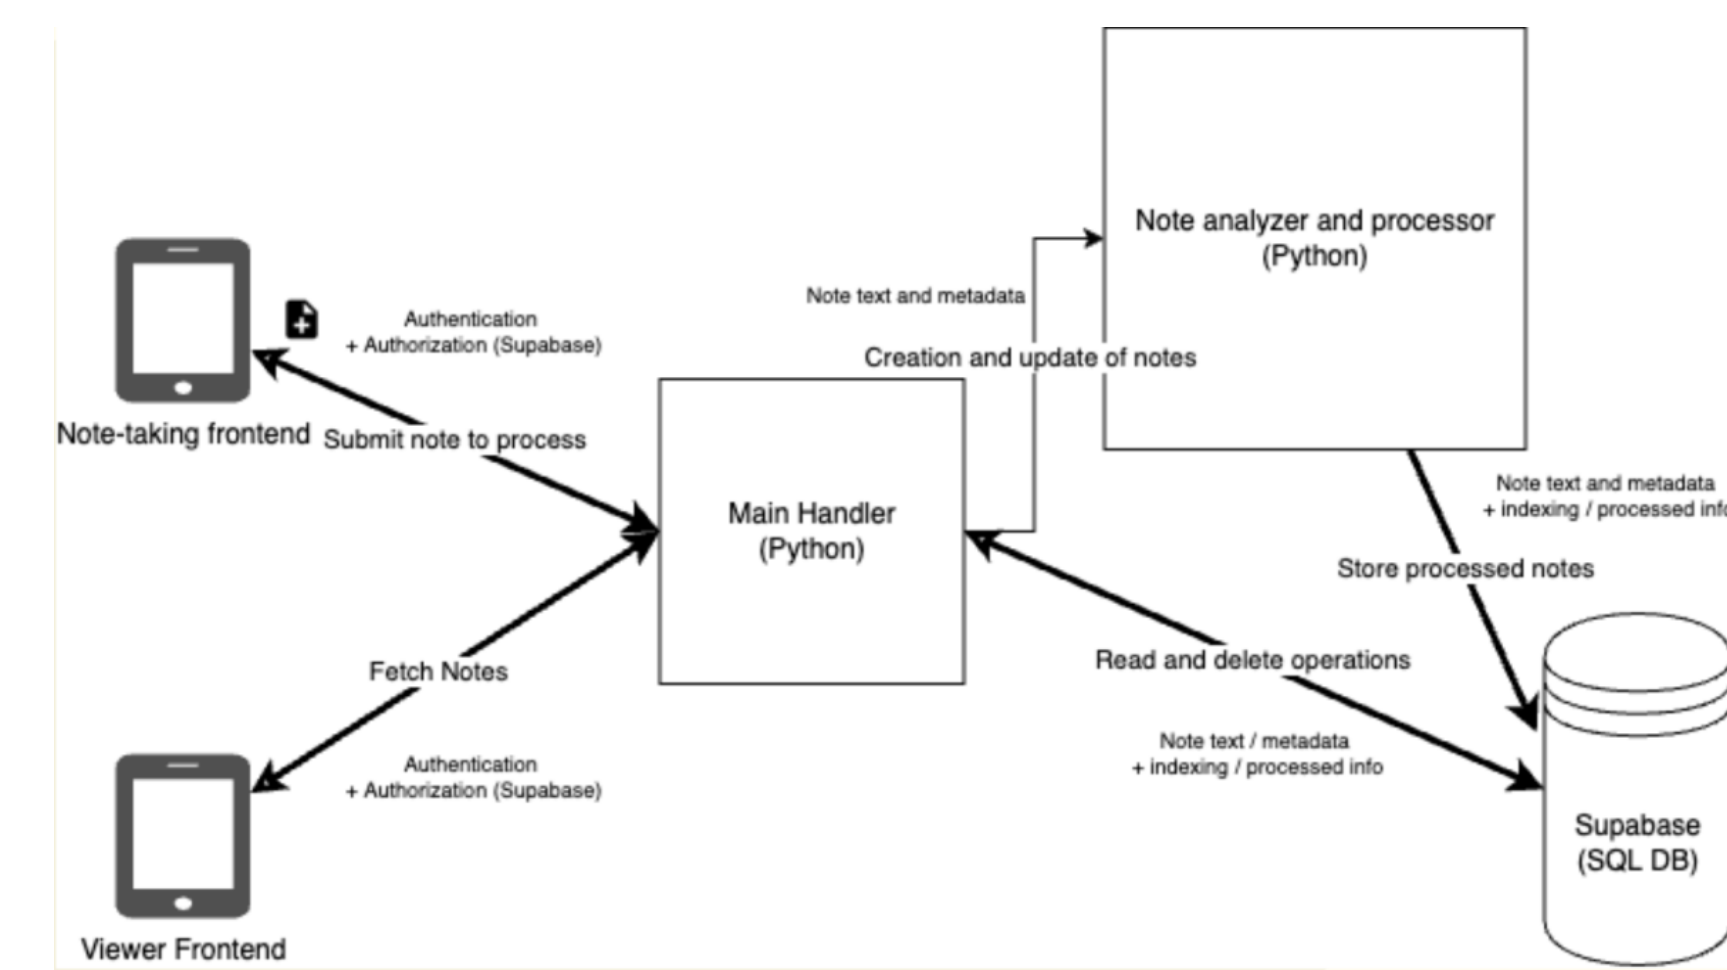 Note analyzer and processor
(Python)
Note text and metadata
Creation and update of notes
Authentication
+ Authorization (Supabase)
Note-taking frontend
Submit note to process
Main Handler
(Python)
Note text and metadata
+ indexing / processed info
Store processed notes
Read and delete operations
Fetch Notes
Note text / metadata
+ indexing / processed info
Authentication
+ Authorization (Supabase)
Supabase
(SQL DB)
Viewer Frontend